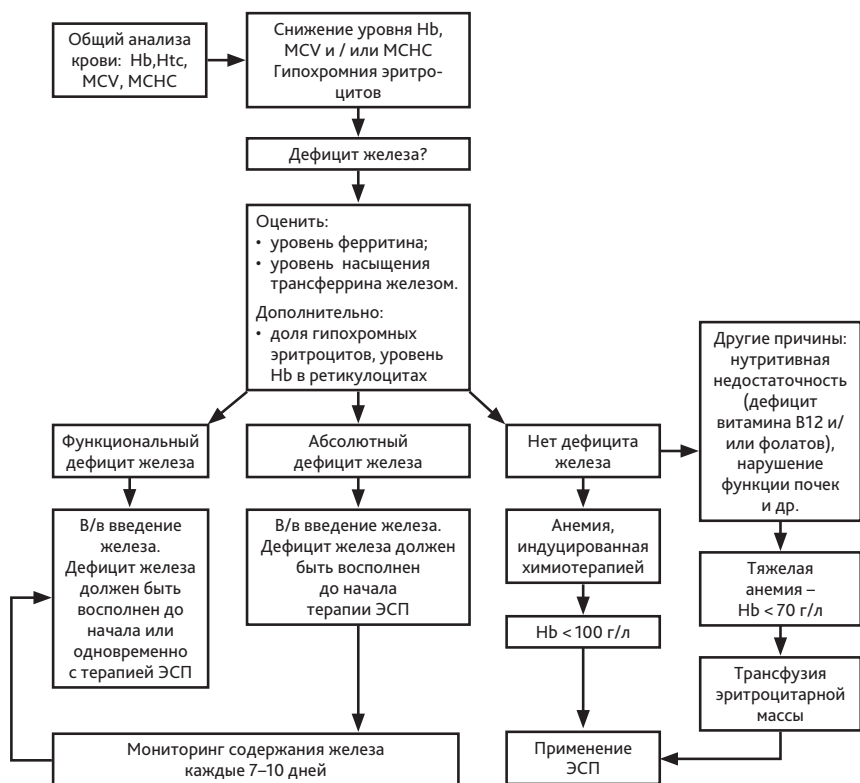 Общий анализа
крови: Hb,Htc,
MCV, MCHC
Снижение уровня Hb,
MCV и / или MCHC
Гипохромния эритро-
цитов
Дефицит железа?
Оценить:
• уровень ферритина;
• уровень насыщения
трансферрина железом.
Дополнительно:
• доля гипохромных
эритроцитов, уровень
Hb в ретикулоцитах
Функциональный
дефицит железа
Абсолютный
дефицит железа
Нет дефицита
железа
Другие причины:
нутритивная
недостаточность
(дефицит
витамина В12 и/
или фолатов),
нарушение
функции почек
и др.
В/в введение
железа.
Дефицит железа
должен быть
восполнен до
начала или
одновременно
с терапией ЭСП
В/в введение железа.
Дефицит железа должен
быть восполнен
до начала
терапии ЭСП
Анемия,
индуцированная
химиотерапией
Hb < 100 г/л
Тяжелая
анемия –
Hb < 70 г/л
Трансфузия
эритроцитарной
массы
Мониторинг содержания железа
каждые 7–10 дней
Применение
ЭСП